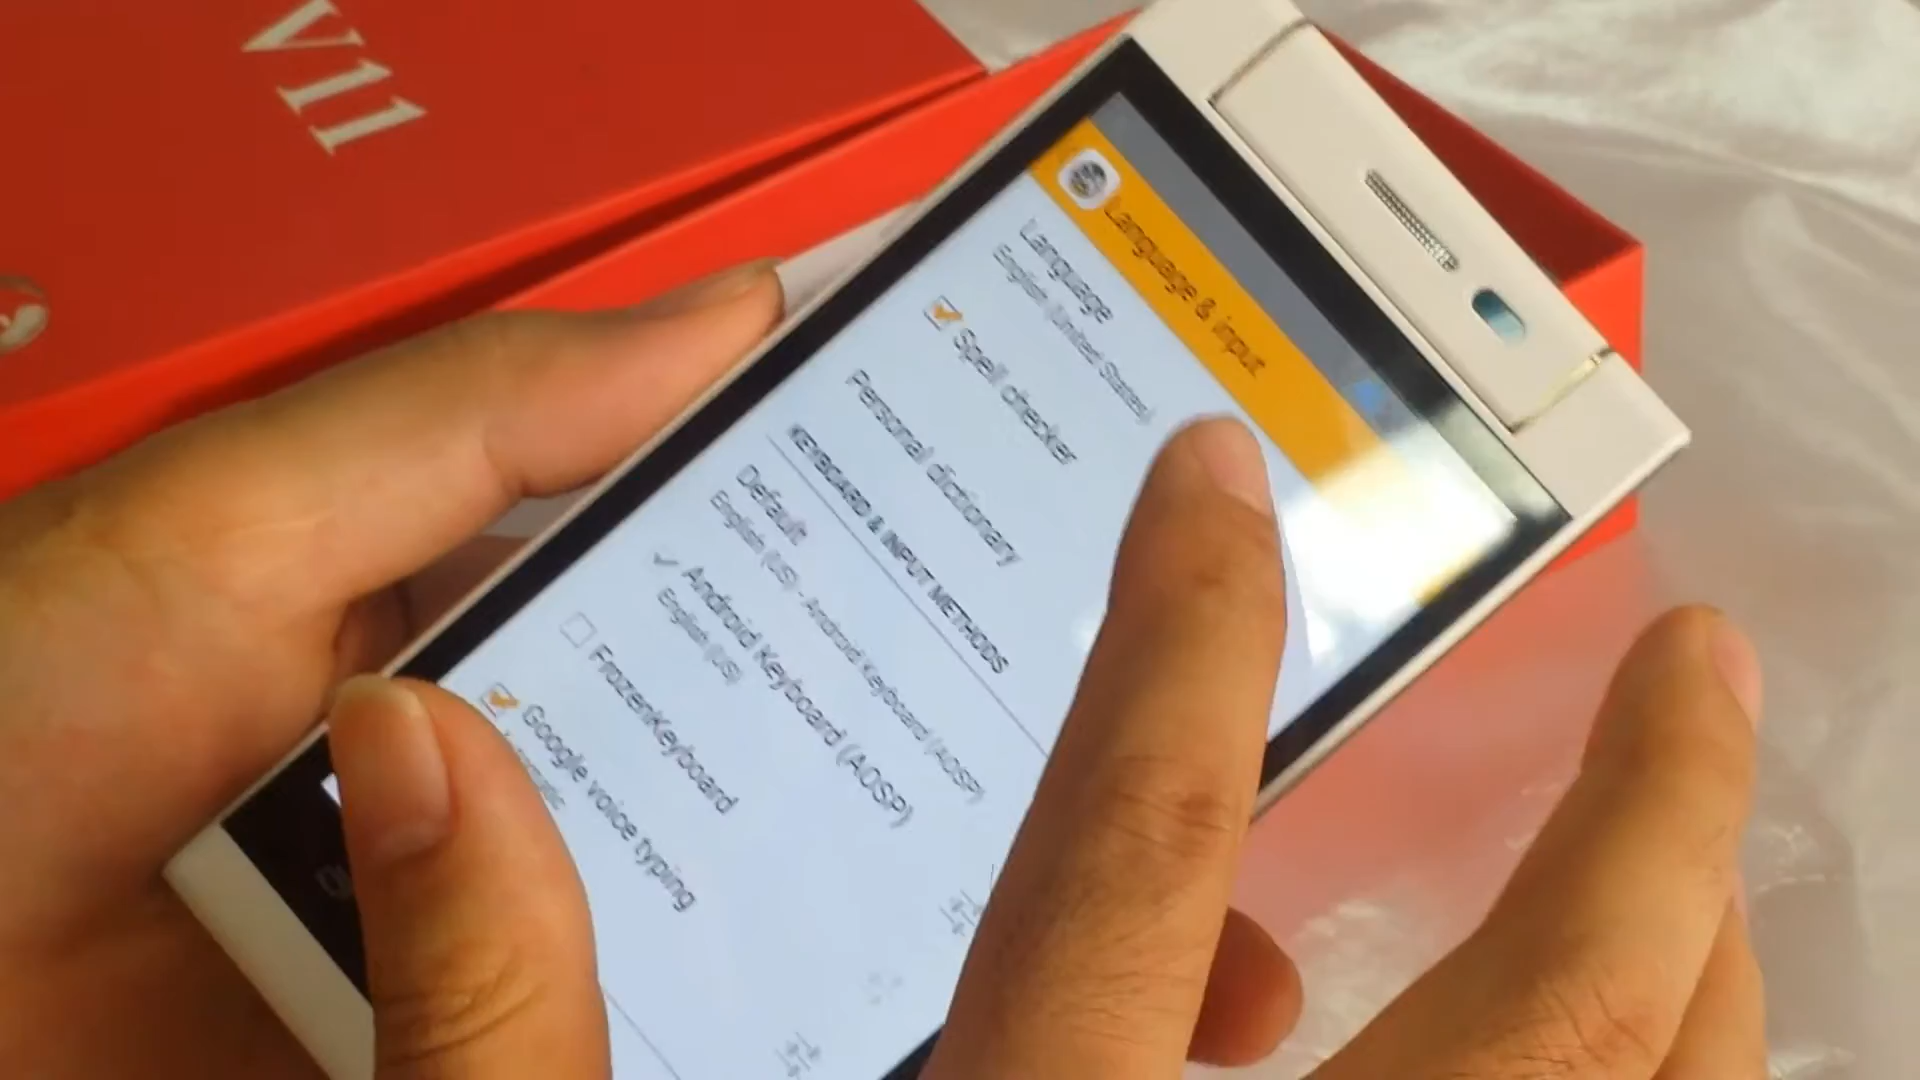 V11
Language & input
Language
English (United States)
Spell checker
Personal dictionary
KEYBOARD & INPUT METHODS
Default
English (US) - Android Keyboard (AOSP)
Android Keyboard (AOSP)
English (US)
FrozenKeyboard
Google voice typing